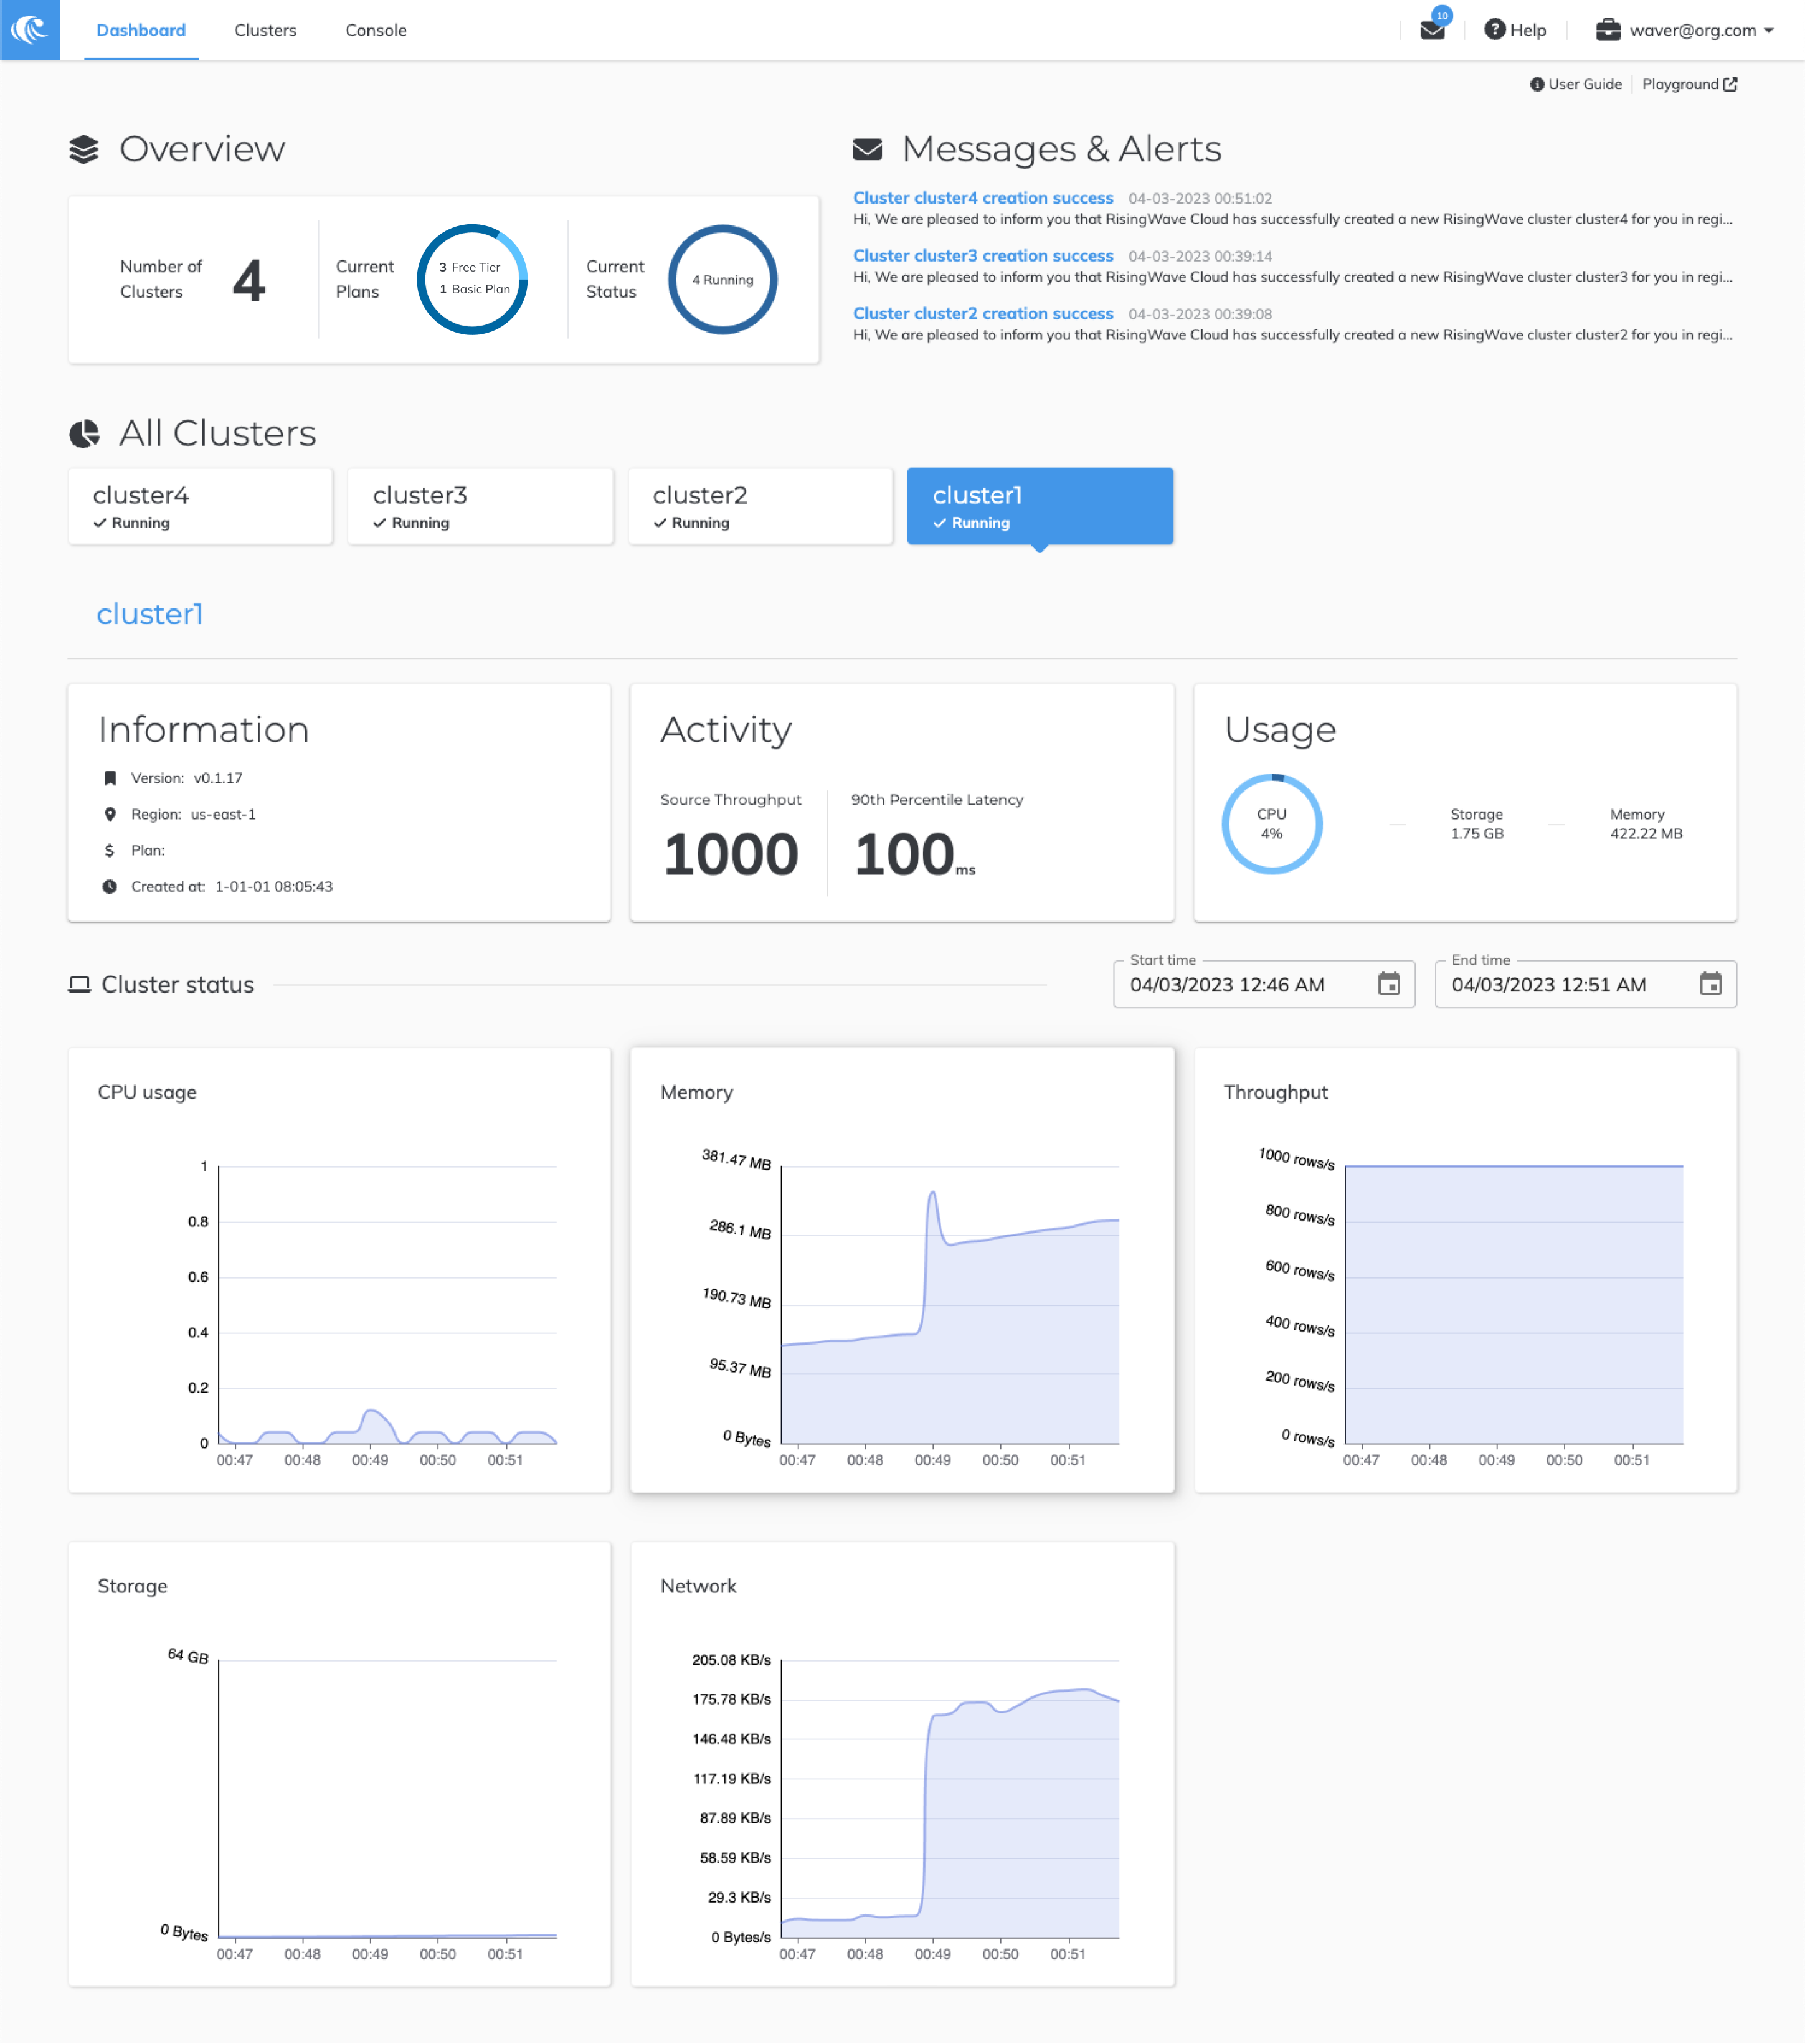 Dashboard
Clusters
Console
10
Help
waver@org.com
User Guide
Playground
Overview
Number of
Clusters
4
Current
Plans
3 Free Tier
1 Basic Plan
Current
Status
4 Running
Messages & Alerts
Cluster cluster4 creation success 04-03-2023 00:51:02
Hi, We are pleased to inform you that RisingWave Cloud has successfully created a new RisingWave cluster cluster4 for you in regi...
Cluster cluster3 creation success 04-03-2023 00:39:14
Hi, We are pleased to inform you that RisingWave Cloud has successfully created a new RisingWave cluster cluster3 for you in regi...
Cluster cluster2 creation success 04-03-2023 00:39:08
Hi, We are pleased to inform you that RisingWave Cloud has successfully created a new RisingWave cluster cluster2 for you in regi...
All Clusters
cluster4
Running
cluster3
Running
cluster2
Running
cluster1
Running
cluster1
Information
Version: v0.1.17
Region: us-east-1
Plan:
Created at: 1-01-01 08:05:43
Activity
Source Throughput
1000
90th Percentile Latency
100ms
Usage
CPU
4%
Storage
1.75 GB
Memory
422.22 MB
Cluster status
Start time
04/03/2023 12:46 AM
End time
04/03/2023 12:51 AM
CPU usage
1
0.8
0.6
0.4
0.2
0
00:47 00:48 00:49 00:50 00:51
Memory
381.47 MB
286.1 MB
190.73 MB
95.37 MB
0 Bytes
00:47 00:48 00:49 00:50 00:51
Throughput
1000 rows/s
800 rows/s
600 rows/s
400 rows/s
200 rows/s
0 rows/s
00:47 00:48 00:49 00:50 00:51
Storage
64 GB
0 Bytes
00:47 00:48 00:49 00:50 00:51
Network
205.08 KB/s
175.78 KB/s
146.48 KB/s
117.19 KB/s
87.89 KB/s
58.59 KB/s
29.3 KB/s
0 Bytes/s
00:47 00:48 00:49 00:50 00:51